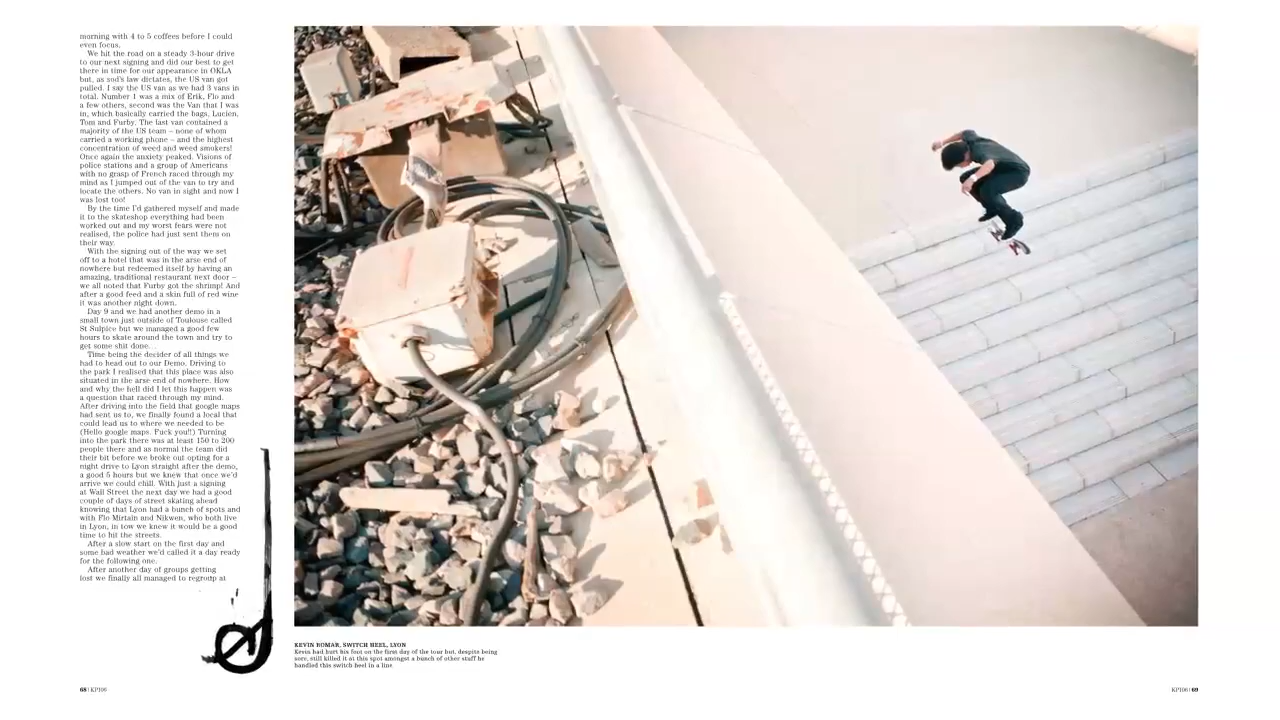 morning with 4 to 5 coffees before I could
even focus.
We hit the road on a steady 3-hour drive
to our next signing and did our best to get
there in time for our appearance in OKLA
but, as sod's law dictates, the US van got
pulled. I say the US van as we had 3 vans in
total. Number 1 was a mix of Erik, Flo and
a few others, second was the Van that I was
in, which basically carried the bags, Lucien,
Tom and Furby. The last van contained a
majority of the US team – none of whom
carried a working phone – and the highest
concentration of weed and weed smokers!
Once again the anxiety peaked. Visions of
police stations and a group of Americans
with no grasp of French raced through my
mind as I jumped out of the van to try and
locate the others. No van in sight and now I
was lost too!
By the time I'd gathered myself and made
it to the skateshop everything had been
worked out and my worst fears were not
realised, the police had just sent them on
their way.
With the signing out of the way we set
off to a hotel that was in the arse end of
nowhere but redeemed itself by having an
amazing, traditional restaurant next door –
we all noted that Furby got the shrimp! And
after a good feed and a skin full of red wine
it was another night down.
Day 9 and we had another demo in a
small town just outside of Toulouse called
St Sulpice but we managed a good few
hours to skate around the town and try to
get some shit done…
Time being the decider of all things we
had to head out to our Demo. Driving to
the park I realised that this place was also
situated in the arse end of nowhere. How
and why the hell did I let this happen was
a question that raced through my mind.
After driving into the field that google maps
had sent us to, we finally found a local that
could lead us to where we needed to be
(Hello google maps. Fuck you!!) Turning
into the park there was at least 150 to 200
people there and as normal the team did
their bit before we broke out opting for a
night drive to Lyon straight after the demo,
a good 5 hours but we knew that once we'd
arrive we could chill. With just a signing
at Wall Street the next day we had a good
couple of days of street skating ahead
knowing that Lyon had a bunch of spots and
with Flo Mirtain and Nikwen, who both live
in Lyon, in tow we knew it would be a good
time to hit the streets.
After a slow start on the first day and
some bad weather we'd called it a day ready
for the following one.
After another day of groups getting
lost we finally all managed to regroup at
KEVIN ROMAR, SWITCH HEEL, LYON
Kevin had hurt his foot on the first day of the tour but, despite being
sore, still killed it at this spot amongst a bunch of other stuff he
handled this switch heel in a line.
68 | KP106
KP106 | 69